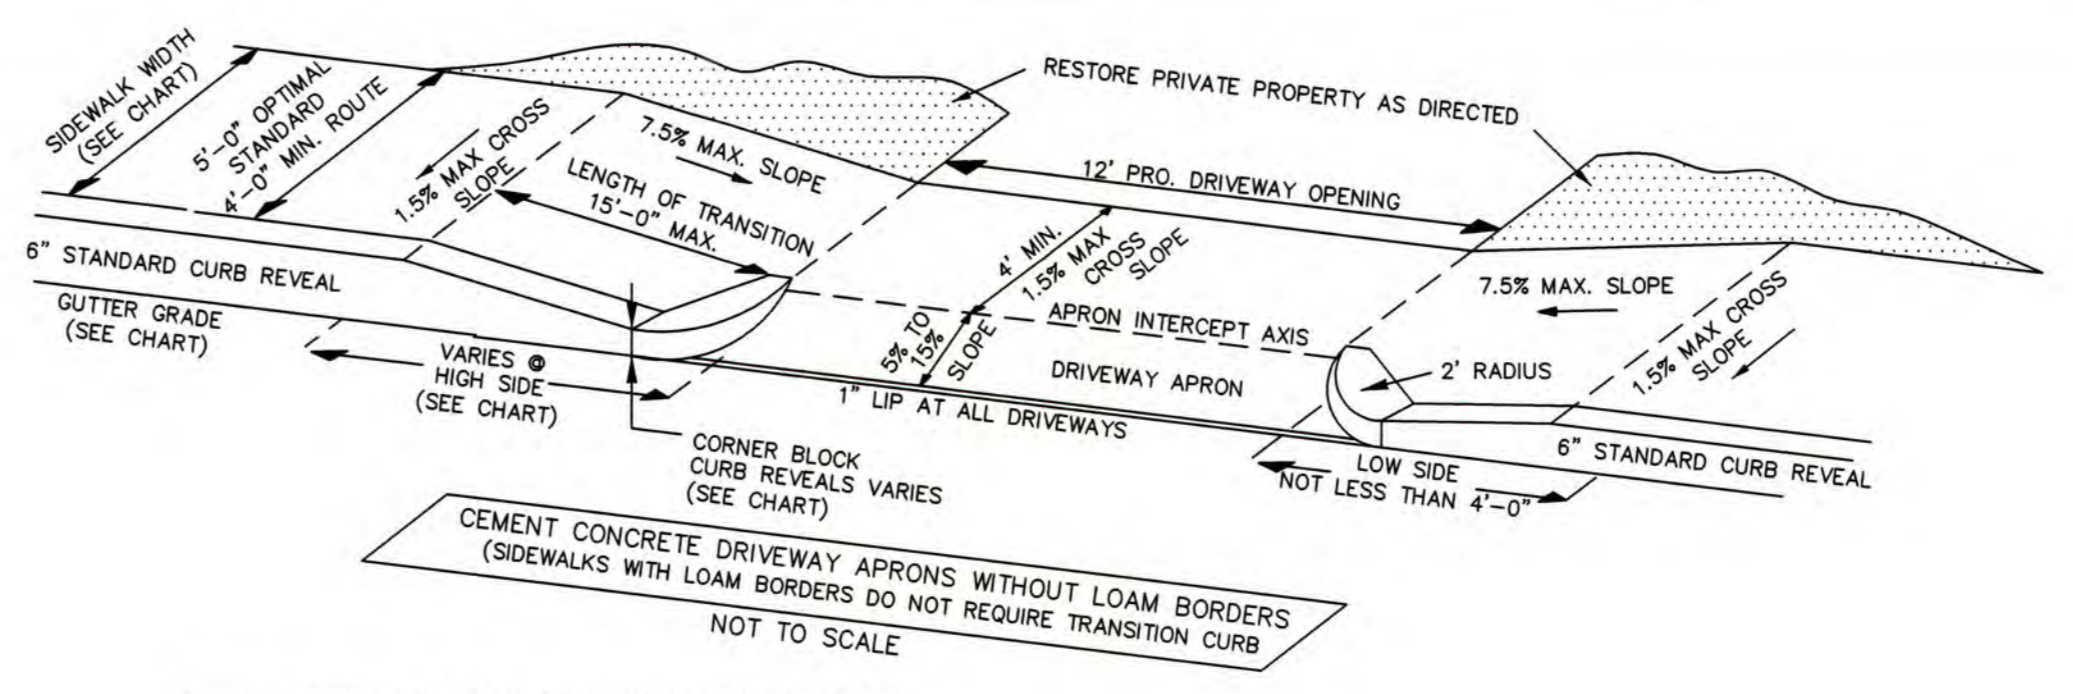 SIDEWALK WIDTH
(SEE CHART)
5'-0" OPTIMAL
STANDARD
4'-0" MIN. ROUTE
1.5% MAX CROSS
SLOPE
7.5% MAX. SLOPE
LENGTH OF TRANSITION
15'-0" MAX.
RESTORE PRIVATE PROPERTY AS DIRECTED
12' PRO. DRIVEWAY OPENING
4' MIN.
1.5% MAX
CROSS
SLOPE
7.5% MAX. SLOPE
1.5% MAX CROSS
SLOPE
6" STANDARD CURB REVEAL
GUTTER GRADE
(SEE CHART)
VARIES @
HIGH SIDE
(SEE CHART)
APRON INTERCEPT AXIS
5% TO
15%
SLOPE
DRIVEWAY APRON
2' RADIUS
1" LIP AT ALL DRIVEWAYS
6" STANDARD CURB REVEAL
LOW SIDE
NOT LESS THAN 4'-0"
CORNER BLOCK
CURB REVEALS VARIES
(SEE CHART)
CEMENT CONCRETE DRIVEWAY APRONS WITHOUT LOAM BORDERS
(SIDEWALKS WITH LOAM BORDERS DO NOT REQUIRE TRANSITION CURB
NOT TO SCALE